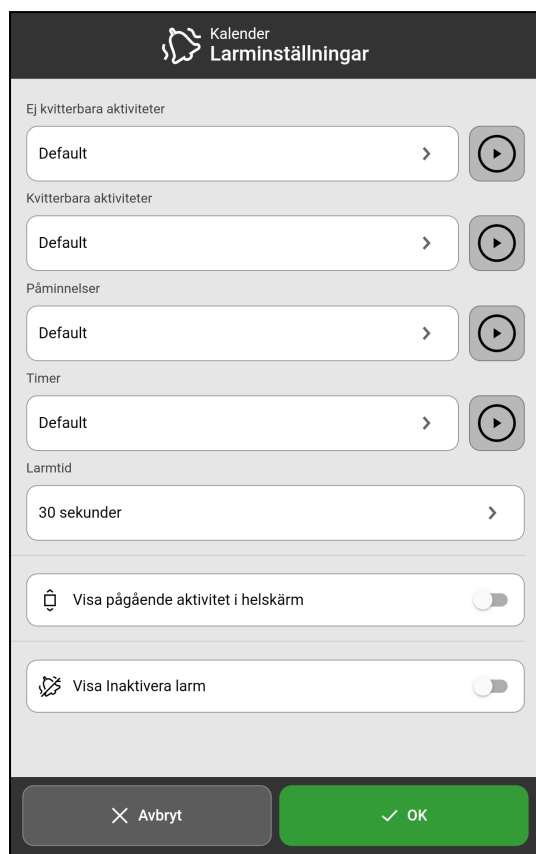 Kalender
Larminställningar
Ej kvitterbara aktiviteter
Default
Kvitterbara aktiviteter
Default
Påminnelser
Default
Timer
Default
Larmtid
30 sekunder
Visa pågående aktivitet i helskärm
Visa Inaktivera larm
Avbryt
OK